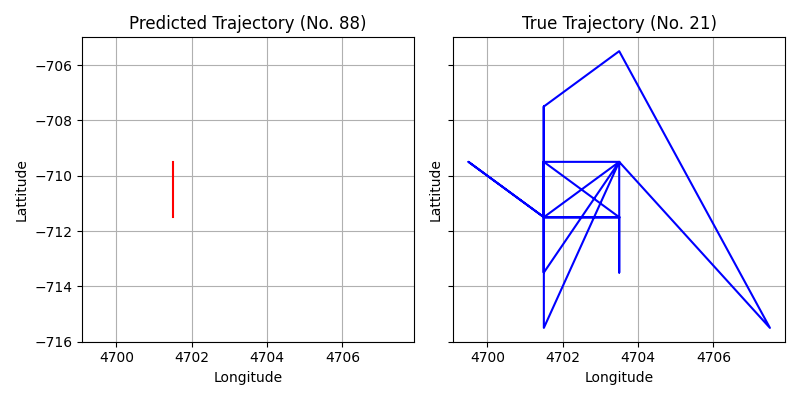 Predicted Trajectory (No. 88)
True Trajectory (No. 21)
−706
−708
−710
−712
−714
−716
Lattitude
Lattitude
4700
4702
4704
4706
4700
4702
4704
4706
Longitude
Longitude